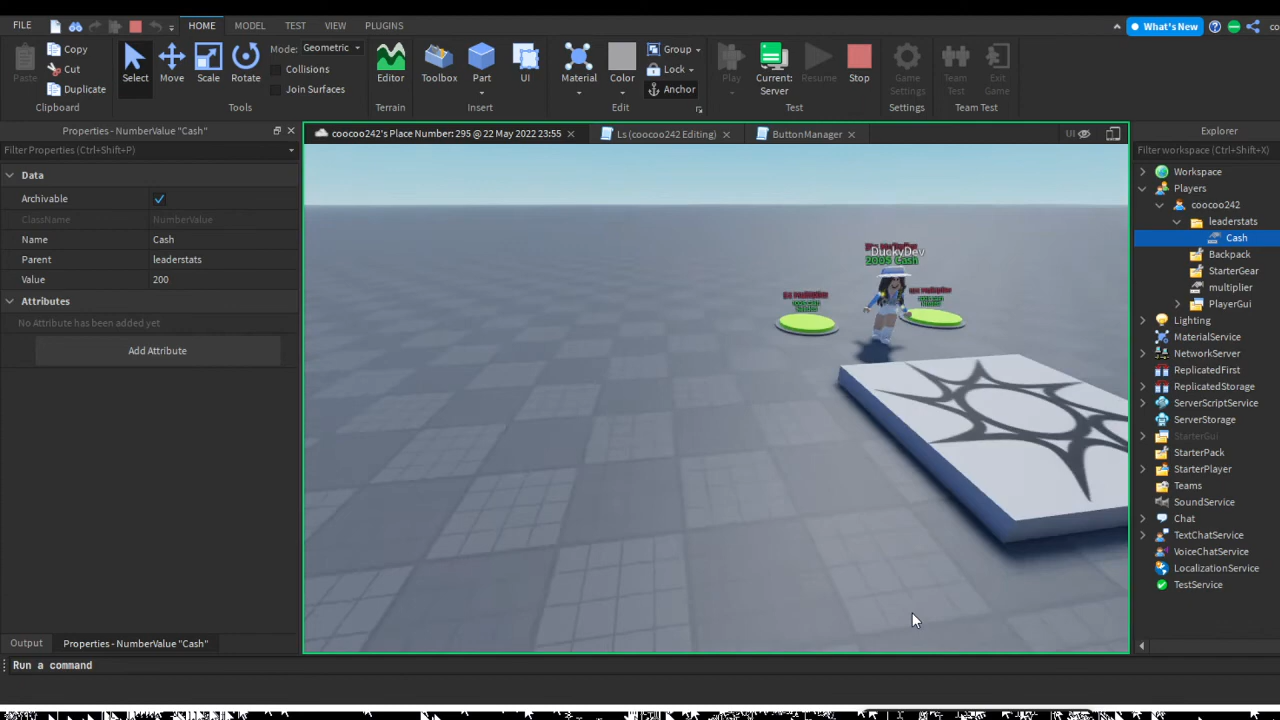 FILE HOME MODEL TEST VIEW PLUGINS What's New
Paste Copy Cut Duplicate Select Move Scale Rotate Mode: Geometric Collisions Join Surfaces Editor Toolbox Part UI Material Color Group Lock Anchor Play Current: Server Resume Stop Game Settings Team Test Exit Game
Clipboard Tools Terrain Insert Edit Test Settings Team Test
Properties - NumberValue "Cash" coocoo242's Place Number: 295 @ 22 May 2022 23:55 Ls (coocoo242 Editing) ButtonManager UI Explorer
Filter Properties (Ctrl+Shift+P) Filter workspace (Ctrl+Shift+X)
Data
Archivable
ClassName NumberValue
Name Cash
Parent leaderstats
Value 200
Attributes
No Attribute has been added yet
Add Attribute
DuckyDev
Cash
Workspace
Players
coocoo242
leaderstats
Cash
Backpack
StarterGear
multiplier
PlayerGui
Lighting
MaterialService
NetworkServer
ReplicatedFirst
ReplicatedStorage
ServerScriptService
ServerStorage
StarterGui
StarterPack
StarterPlayer
Teams
SoundService
Chat
TextChatService
VoiceChatService
LocalizationService
TestService
Output Properties - NumberValue "Cash"
Run a command